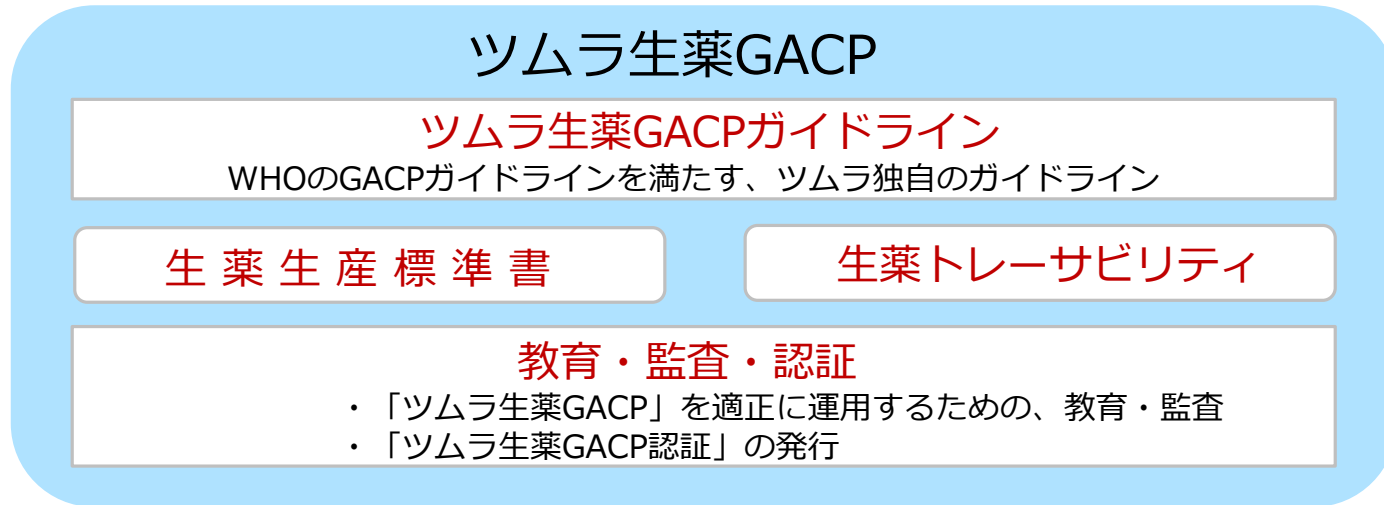 ツムラ生薬GACP
ツムラ生薬GACPガイドライン
WHOのGACPガイドラインを満たす、ツムラ独自のガイドライン
生 薬 生 産 標 準 書
生薬トレーサビリティ
教育・監査・認証
・「ツムラ生薬GACP」を適正に運用するための、教育・監査
・「ツムラ生薬GACP認証」の発行